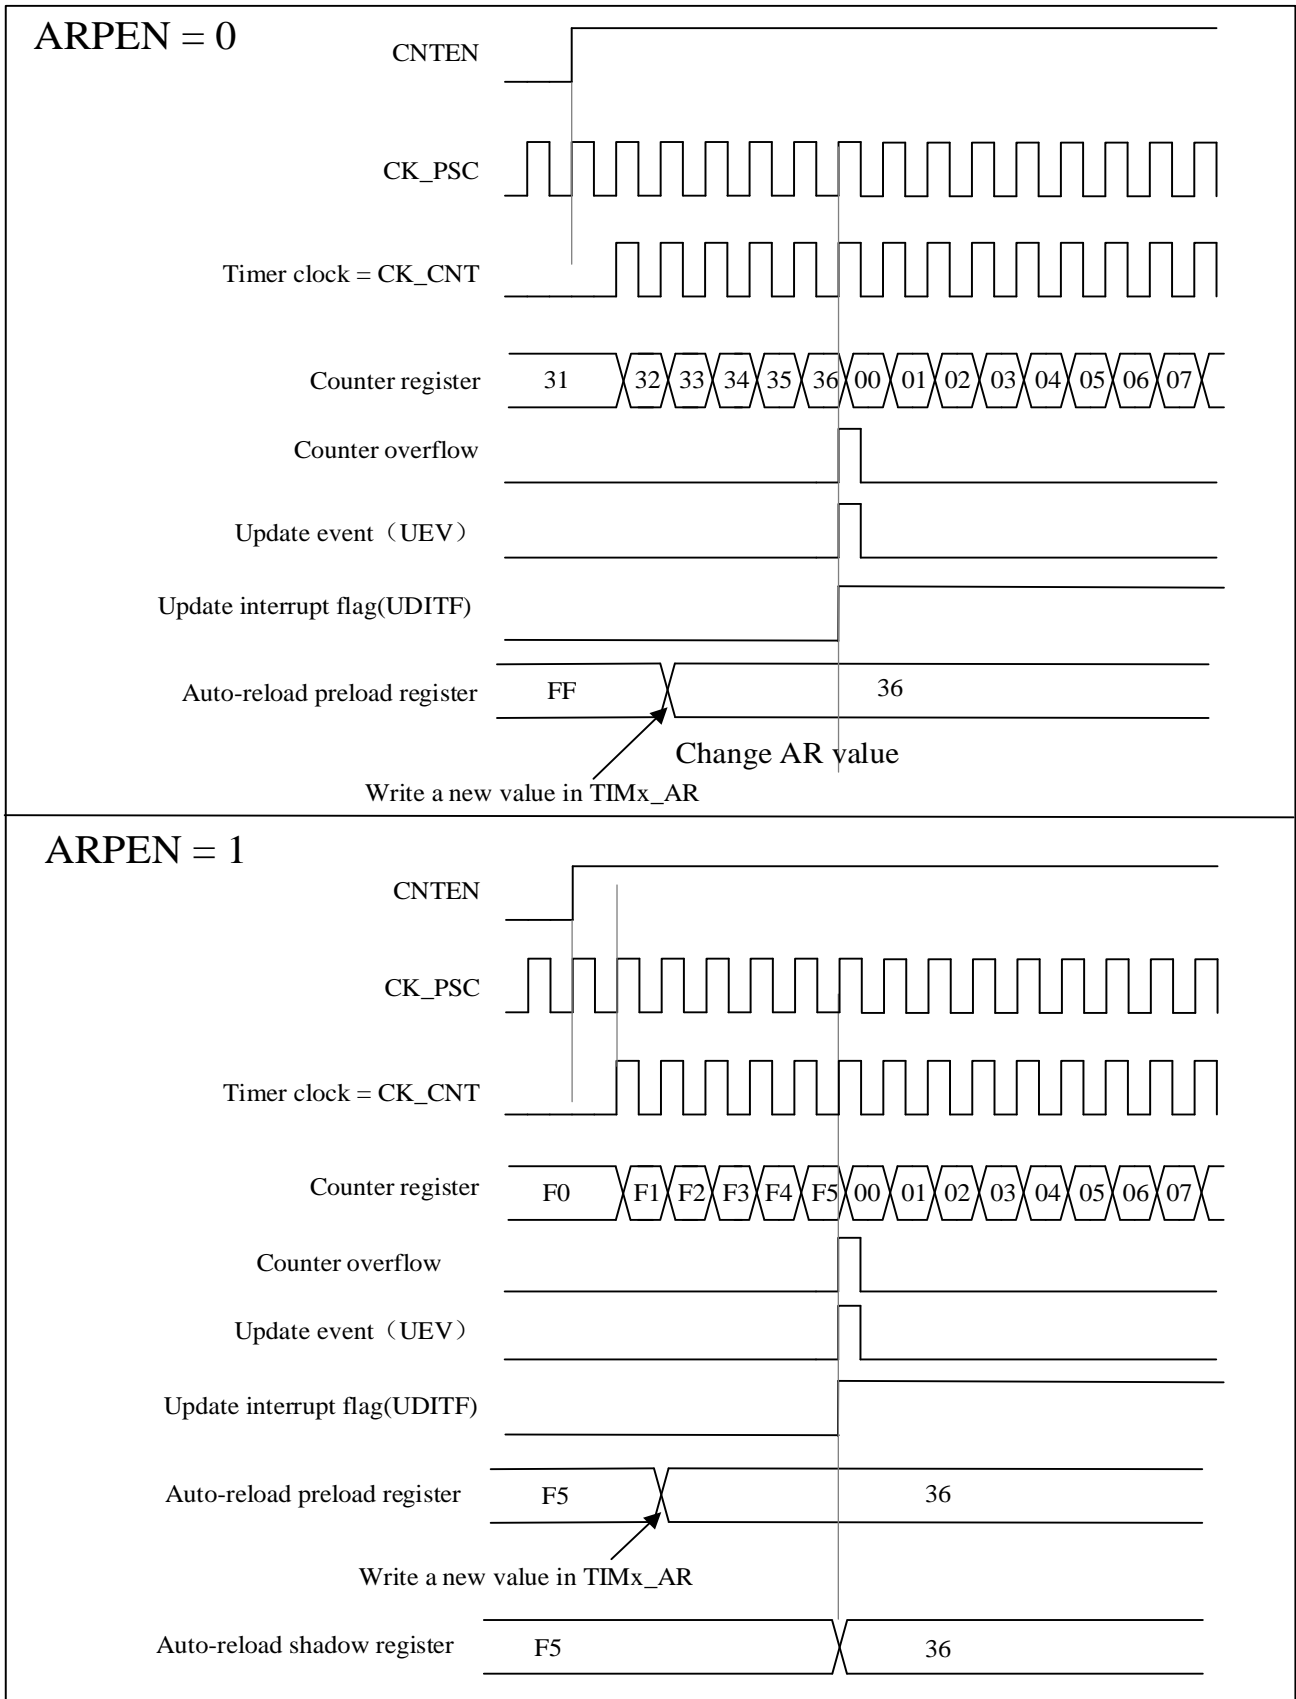 ARPEN = 0
CNTEN
CK_PSC
Timer clock = CK_CNT
Counter register 31 32 33 34 35 36 00 01 02 03 04 05 06 07
Counter overflow
Update event（UEV）
Update interrupt flag(UDITF)
Auto-reload preload register FF 36
Change AR value
Write a new value in TIMx_AR
ARPEN = 1
CNTEN
CK_PSC
Timer clock = CK_CNT
Counter register F0 F1 F2 F3 F4 F5 00 01 02 03 04 05 06 07
Counter overflow
Update event（UEV）
Update interrupt flag(UDITF)
Auto-reload preload register F5 36
Write a new value in TIMx_AR
Auto-reload shadow register F5 36